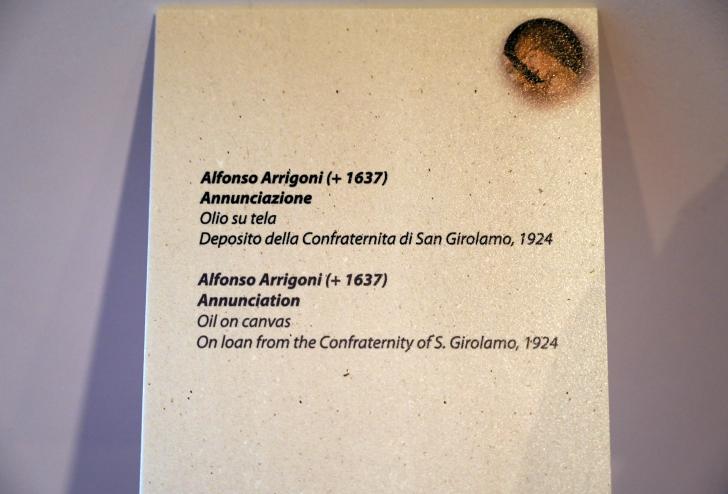 Alfonso Arrigoni (+ 1637)
Annunciazione
Olio su tela
Deposito della Confraternita di San Girolamo, 1924
Alfonso Arrigoni (+ 1637)
Annunciation
Oil on canvas
On loan from the Confraternity of S. Girolamo, 1924